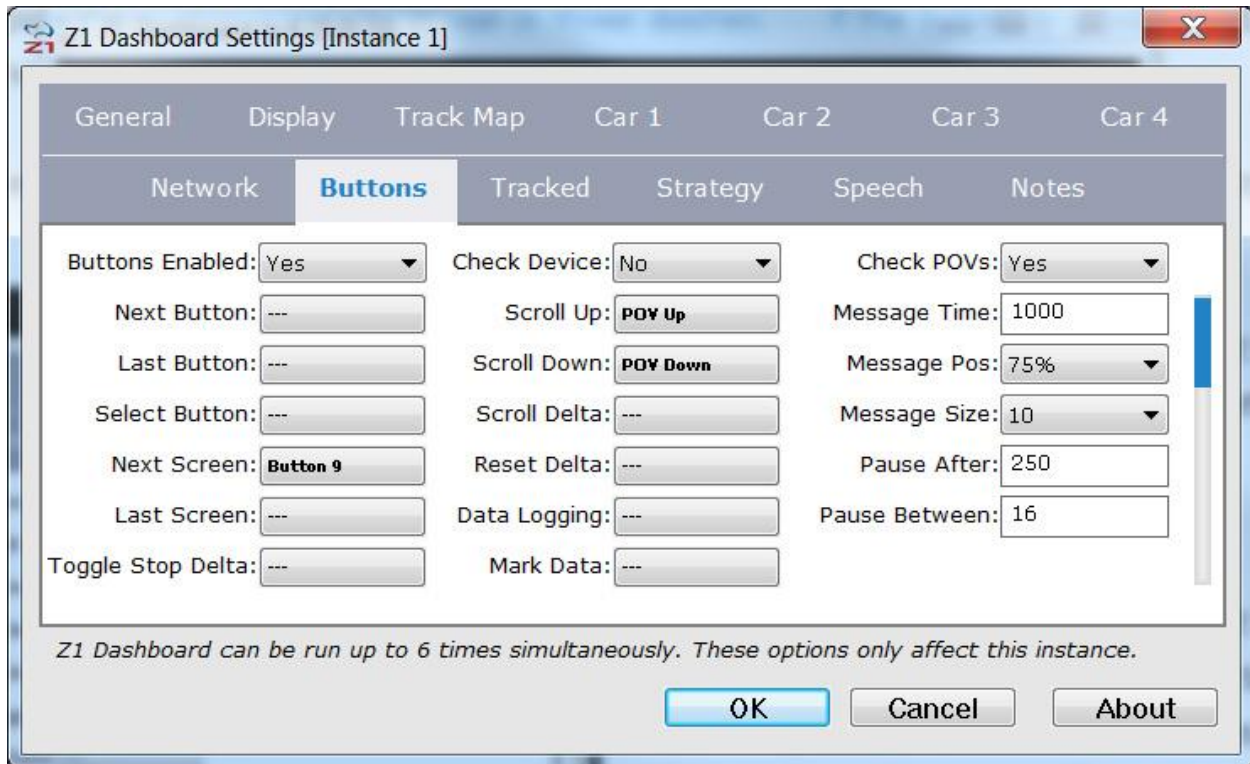 Z1 Z1 Dashboard Settings [Instance 1] X
General Display Track Map Car 1 Car 2 Car 3 Car 4
Network Buttons Tracked Strategy Speech Notes
Buttons Enabled: Yes Check Device: No Check POVs: Yes
Next Button: --- Scroll Up: POV Up Message Time: 1000
Last Button: --- Scroll Down: POV Down Message Pos: 75%
Select Button: --- Scroll Delta: --- Message Size: 10
Next Screen: Button 9 Reset Delta: --- Pause After: 250
Last Screen: --- Data Logging: --- Pause Between: 16
Toggle Stop Delta: --- Mark Data: ---
Z1 Dashboard can be run up to 6 times simultaneously. These options only affect this instance.
OK Cancel About